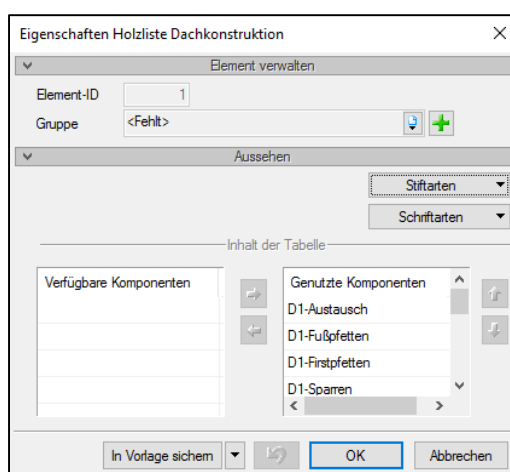 Eigenschaften Holzliste Dachkonstruktion
Element verwalten
Element-ID 1
Gruppe <Fehlt>
Aussehen
Stiftarten
Schriftarten
Inhalt der Tabelle
Verfügbare Komponenten
Genutzte Komponenten
D1-Austausch
D1-Fußpfetten
D1-Firstpfetten
D1-Sparren
In Vorlage sichern OK Abbrechen